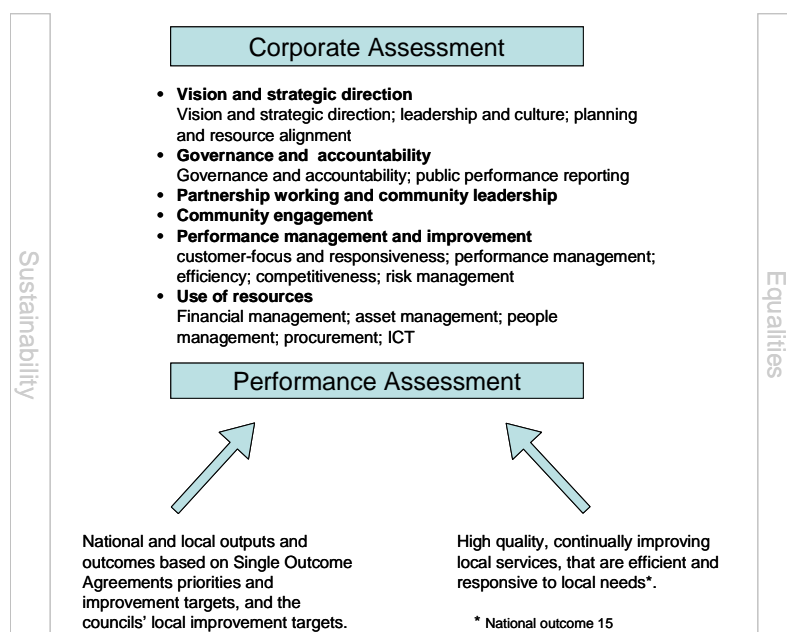 Corporate Assessment
• Vision and strategic direction
Vision and strategic direction; leadership and culture; planning
and resource alignment
• Governance and accountability
Governance and accountability; public performance reporting
• Partnership working and community leadership
• Community engagement
• Performance management and improvement
customer-focus and responsiveness; performance management;
efficiency; competitiveness; risk management
• Use of resources
Financial management; asset management; people
management; procurement; ICT
Sustainability
Equalities
Performance Assessment
National and local outputs and
outcomes based on Single Outcome
Agreements priorities and
improvement targets, and the
councils' local improvement targets.
High quality, continually improving
local services, that are efficient and
responsive to local needs*.
* National outcome 15